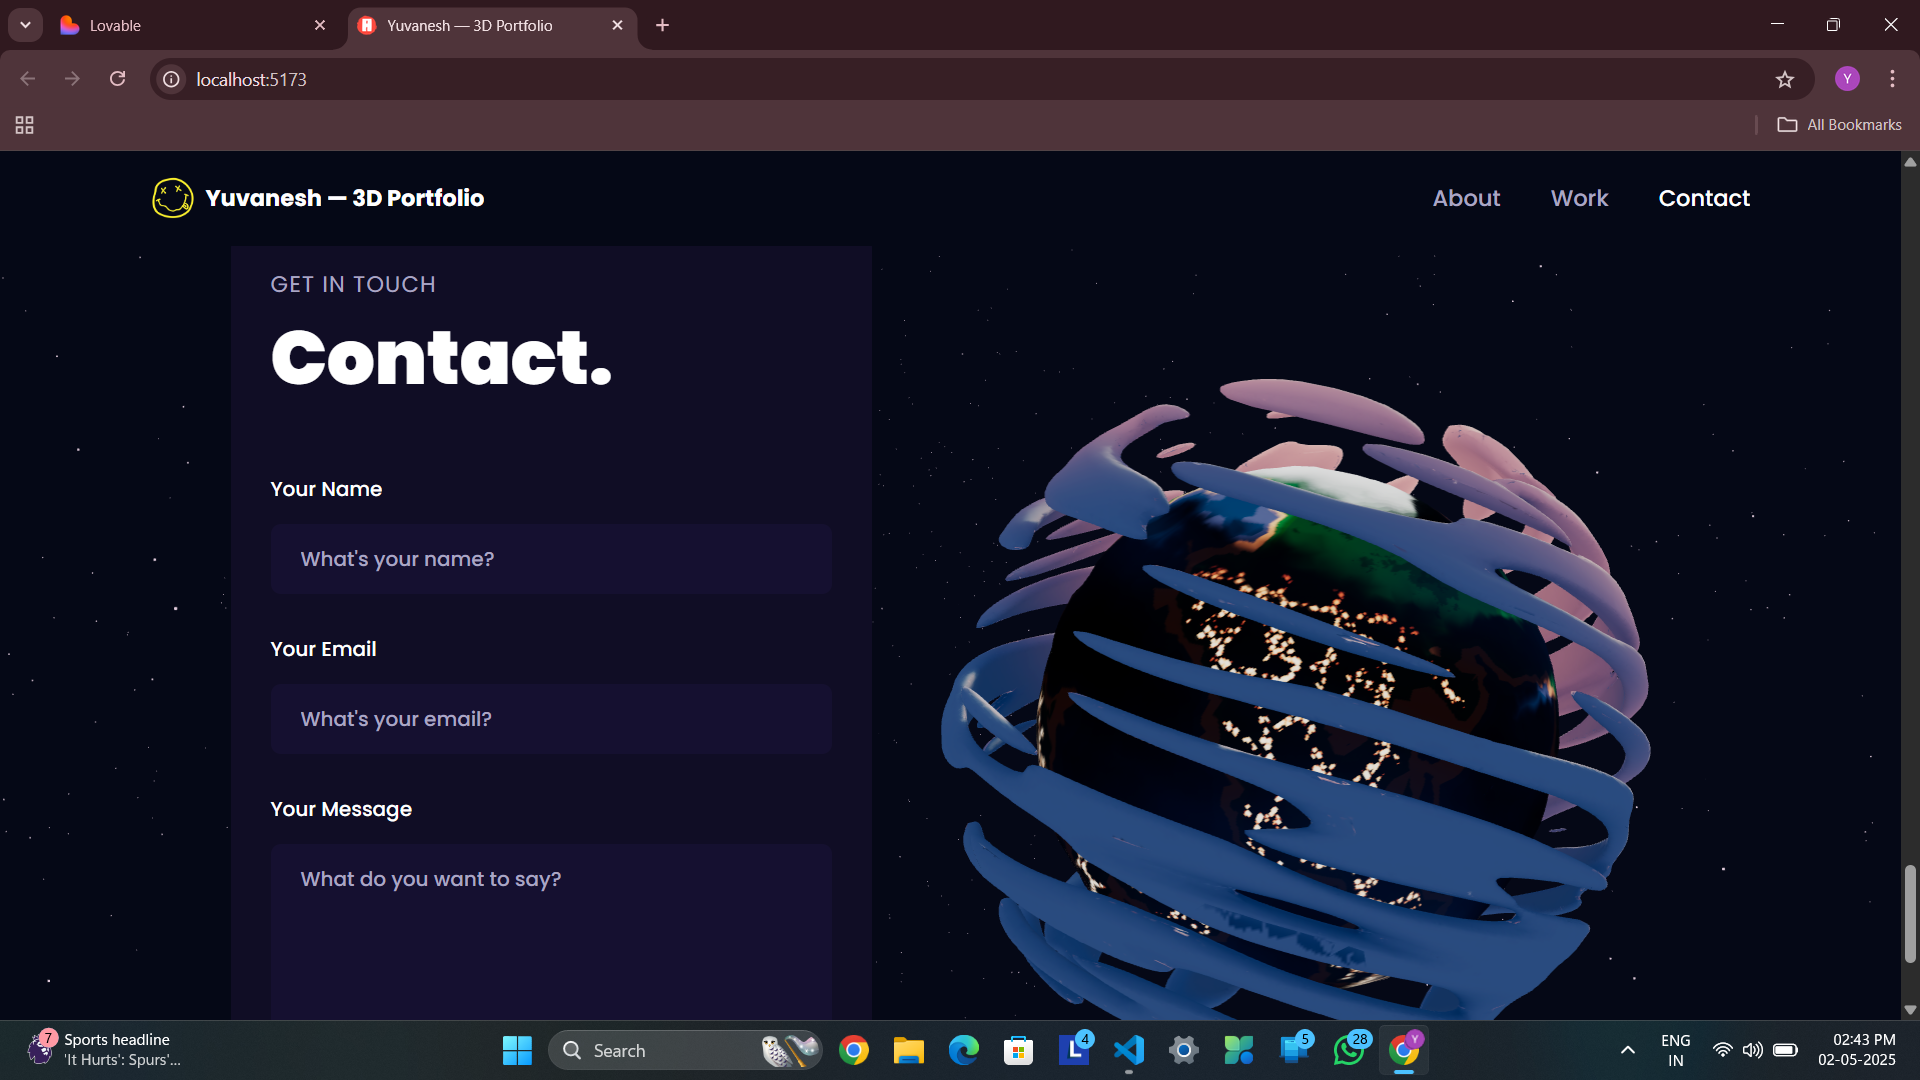 Lovable
Yuvanesh — 3D Portfolio
localhost:5173
Y
All Bookmarks
Yuvanesh — 3D Portfolio
About
Work
Contact
GET IN TOUCH
Contact.
Your Name
What's your name?
Your Email
What's your email?
Your Message
What do you want to say?
7
Sports headline
'It Hurts': Spurs'...
Search
L
4
5
28
Y
ENG
IN
02:43 PM
02-05-2025